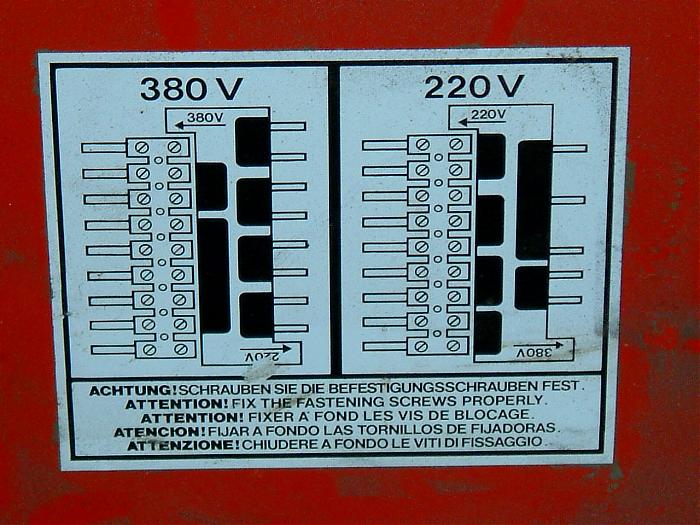 380 V
220 V
380V
220V
220V
380V
ACHTUNG! SCHRAUBEN SIE DIE BEFESTIGUNGSSCHRAUBEN FEST.
ATTENTION! FIX THE FASTENING SCREWS PROPERLY.
ATTENTION! FIXER A' FOND LES VIS DE BLOCAGE.
ATENCION! FIJAR A FONDO LAS TORNILLOS DE FIJADORAS.
ATTENZIONE! CHIUDERE A FONDO LE VITI DI FISSAGGIO